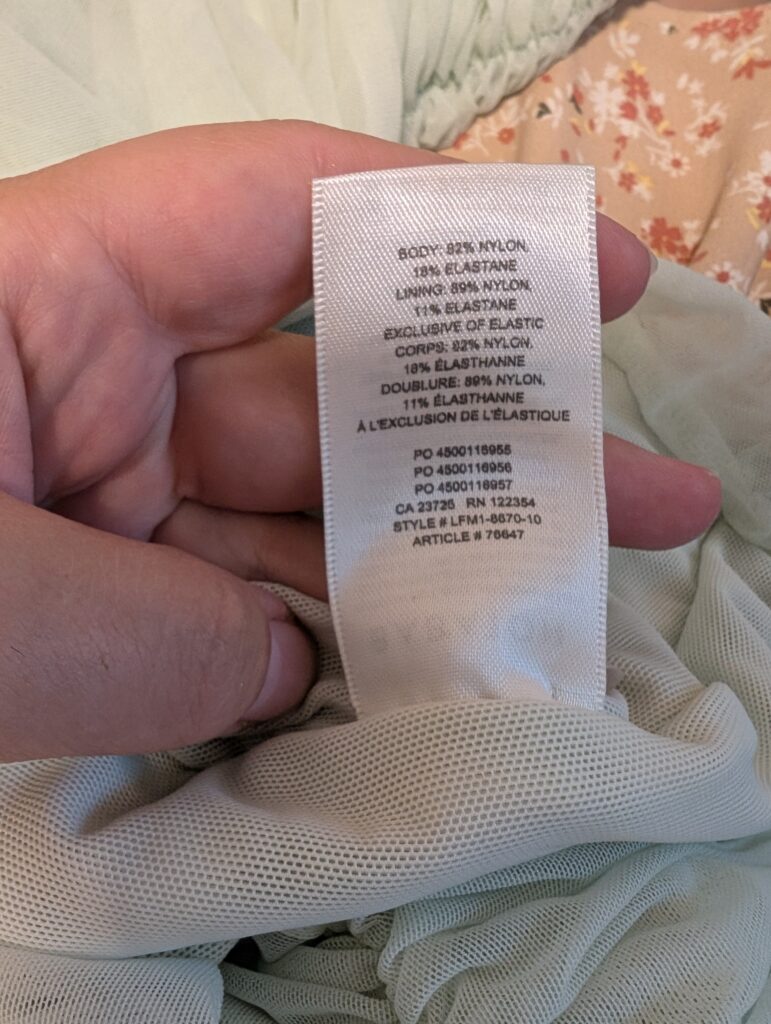 BODY: 82% NYLON,
18% ELASTANE
LINING: 89% NYLON,
11% ELASTANE
EXCLUSIVE OF ELASTIC
CORPS: 82% NYLON,
18% ÉLASTHANNE
DOUBLURE: 89% NYLON,
11% ÉLASTHANNE
À L'EXCLUSION DE L'ÉLASTIQUE
PO 4500116955
PO 4500116956
PO 4500116957
CA 23725 RN 122354
STYLE # LFM1-8670-10
ARTICLE # 76647